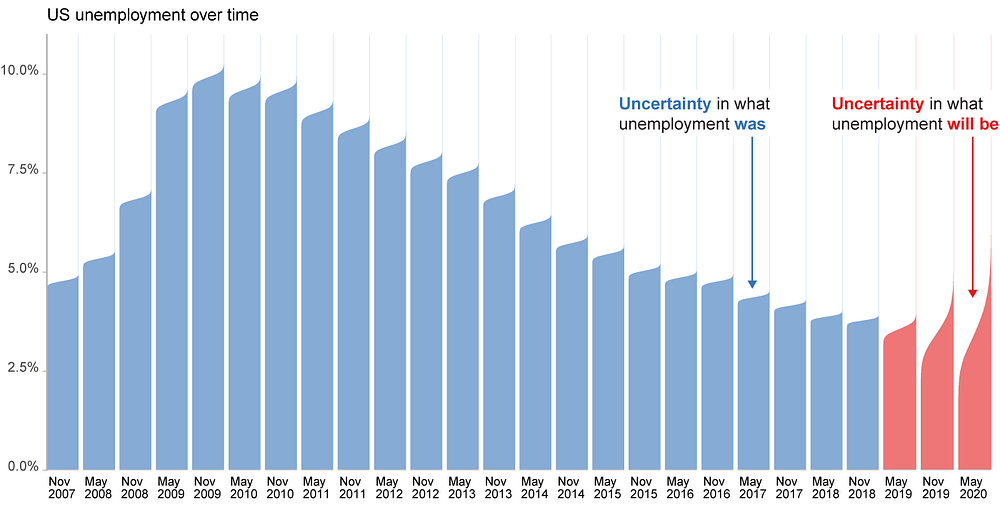 US unemployment over time
10.0%
7.5%
5.0%
2.5%
0.0%
Uncertainty in what
unemployment was
Uncertainty in what
unemployment will be
Nov
2007
May
2008
Nov
2008
May
2009
Nov
2009
May
2010
Nov
2010
May
2011
Nov
2011
May
2012
Nov
2012
May
2013
Nov
2013
May
2014
Nov
2014
May
2015
Nov
2015
May
2016
Nov
2016
May
2017
Nov
2017
May
2018
Nov
2018
May
2019
Nov
2019
May
2020